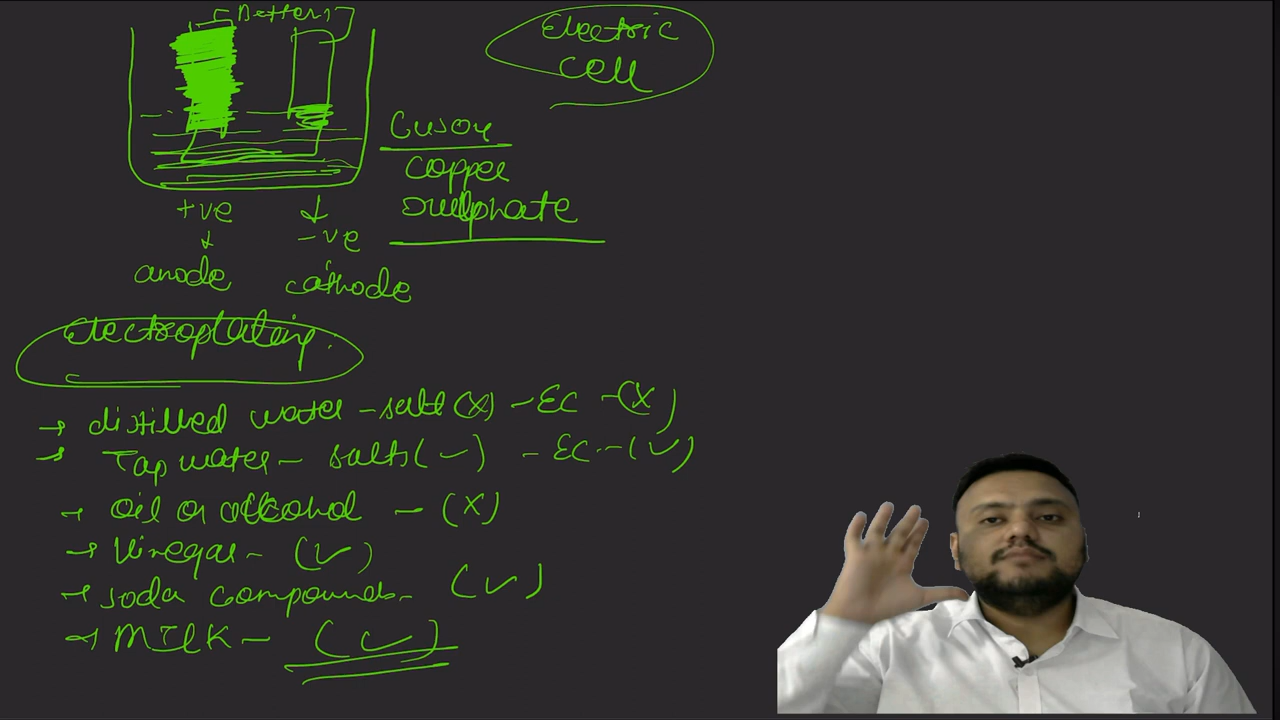 Battery
Electric
Cell
CuSO4
Copper
Sulphate
+ve
-ve
anode
cathode
Electroplating.
→ distilled water - salt (x) - EC - (x)
→ Tap water - salts (✓) - EC - (✓)
→ oil or alcohol - (x)
→ Vinegar - (✓)
→ soda compounds - (✓)
→ MILK - (✓)